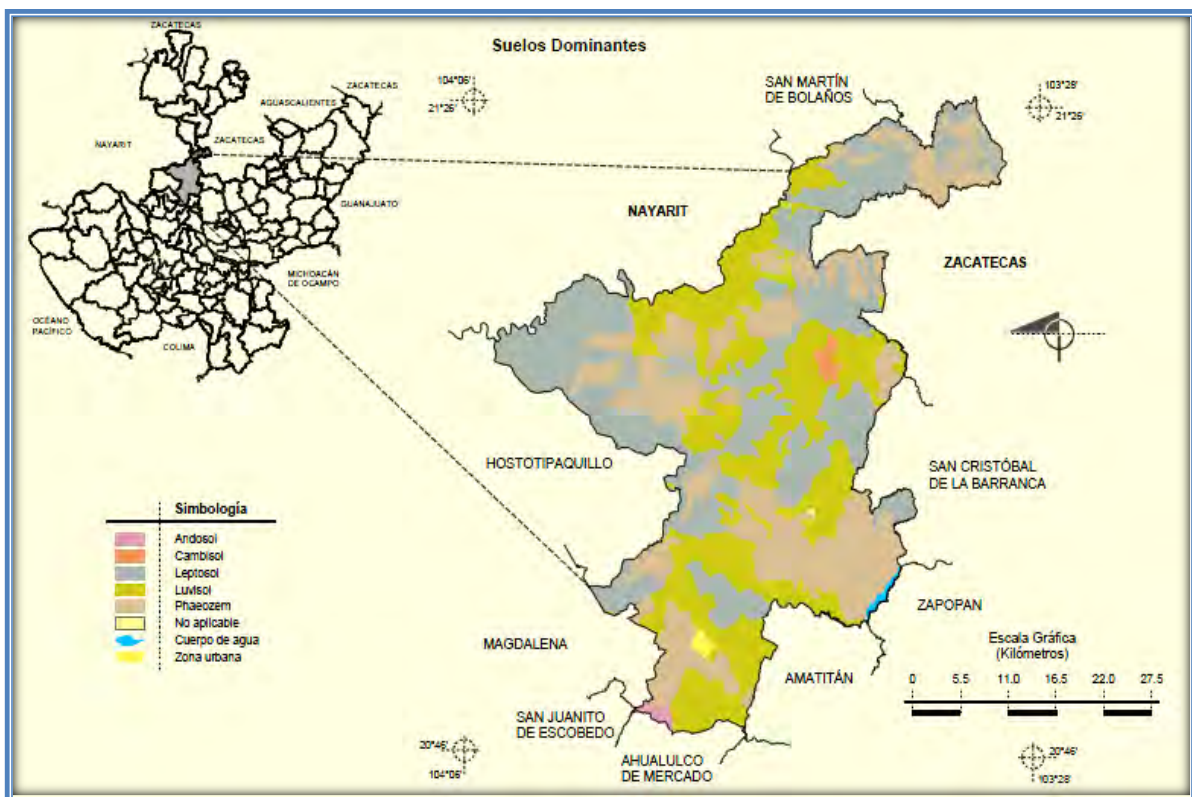 Suelos Dominantes
ZACATECAS
ZACATECAS
AGUASCALIENTES
NAYARIT
ZACATECAS
GUANAJUATO
MICHOACÁN
DE OCAMPO
OCÉANO
PACÍFICO
COLIMA
104°06'
21°26'
SAN MARTÍN
DE BOLAÑOS
103°28'
21°26'
NAYARIT
ZACATECAS
HOSTOTIPAQUILLO
SAN CRISTÓBAL
DE LA BARRANCA
Simbología
Andosol
Cambisol
Leptosol
Luvisol
Phaeozem
No aplicable
Cuerpo de agua
Zona urbana
MAGDALENA
ZAPOPAN
AMATITÁN
SAN JUANITO
DE ESCOBEDO
AHUALULCO
DE MERCADO
Escala Gráfica
(Kilómetros)
0 5.5 11.0 16.5 22.0 27.5
20°46'
104°06'
20°46'
103°28'